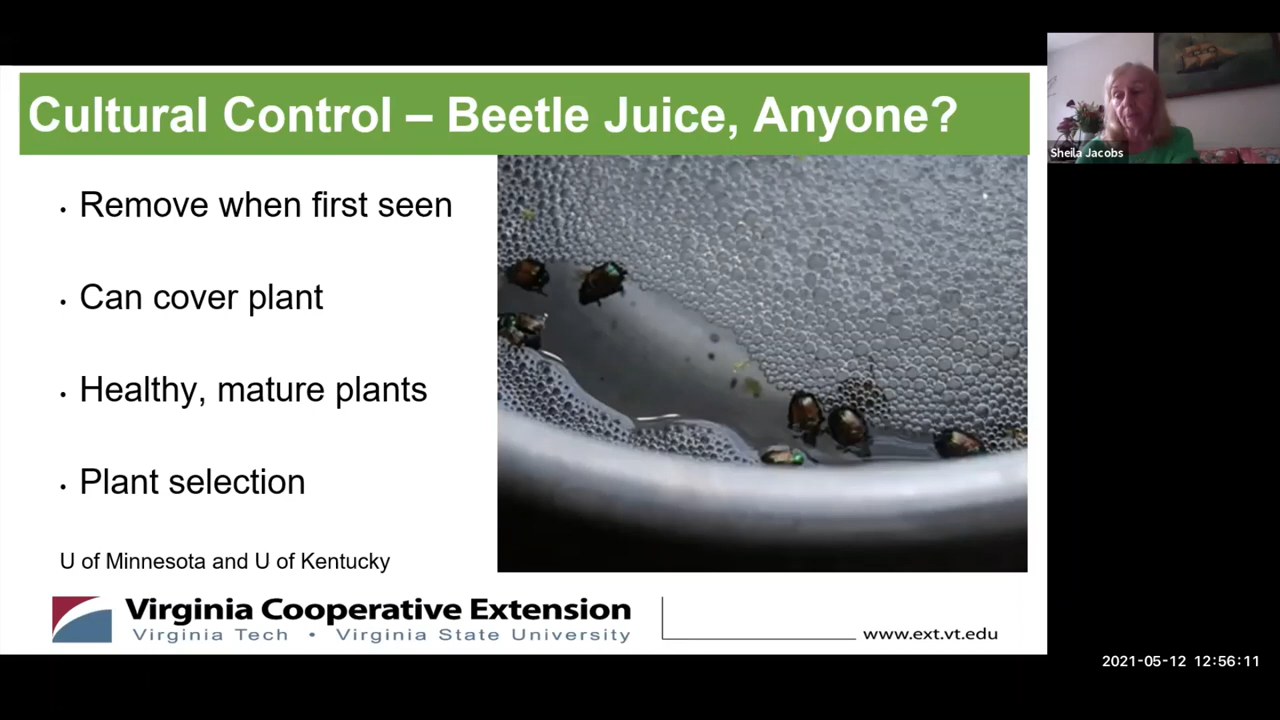 Cultural Control – Beetle Juice, Anyone?
• Remove when first seen
• Can cover plant
• Healthy, mature plants
• Plant selection
U of Minnesota and U of Kentucky
Virginia Cooperative Extension
Virginia Tech • Virginia State University
www.ext.vt.edu
Sheila Jacobs
2021-05-12 12:56:11